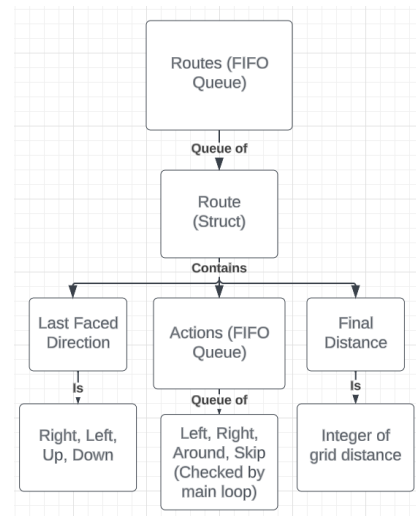 Routes (FIFO
Queue)
Queue of
Route
(Struct)
Contains
Last Faced
Direction
Actions (FIFO
Queue)
Final
Distance
Is
Queue of
Is
Right, Left,
Up, Down
Left, Right,
Around, Skip
(Checked by
main loop)
Integer of
grid distance